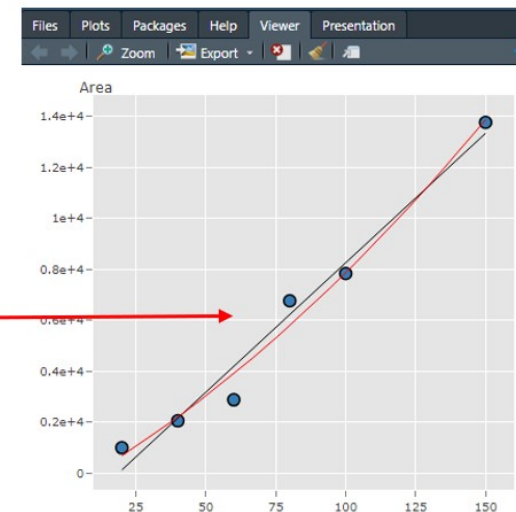 Files Plots Packages Help Viewer Presentation
Zoom Export
Area
1.4e+4
1.2e+4
1e+4
0.8e+4
0.6e+4
0.4e+4
0.2e+4
0
25 50 75 100 125 150